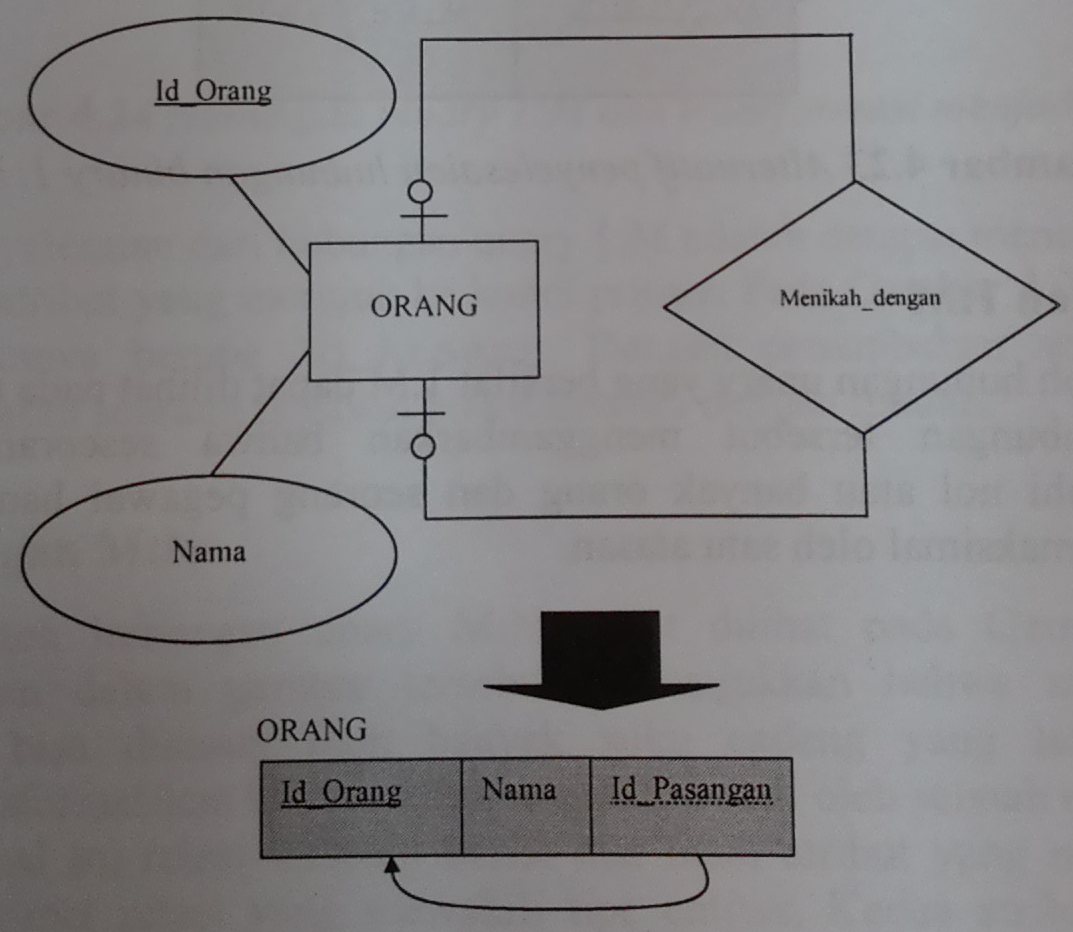 Id_Orang
ORANG
Menikah_dengan
Nama
ORANG
Id_Orang Nama Id_Pasangan